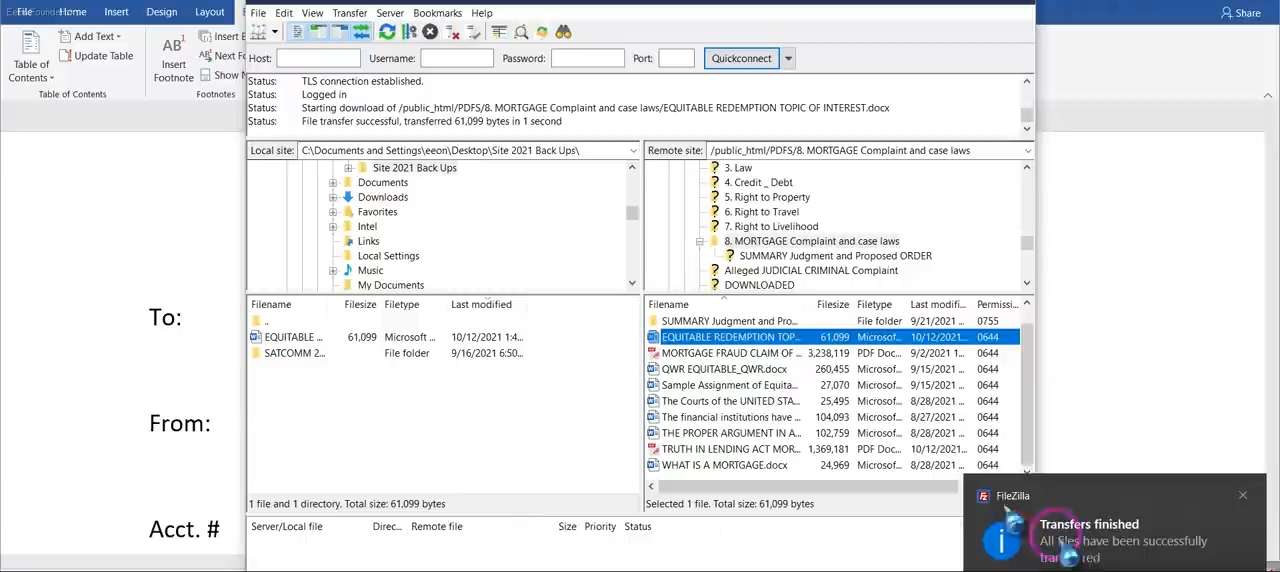 File Home Insert Design Layout
Share
Table of Contents
Add Text
Update Table
Table of Contents
AB¹
Insert Footnote
Insert E
Next F
Show N
Footnotes
To:
From:
Acct. #
File Edit View Transfer Server Bookmarks Help
Host: Username: Password: Port: Quickconnect
Status: TLS connection established.
Status: Logged in
Status: Starting download of /public_html/PDFS/8. MORTGAGE Complaint and case laws/EQUITABLE REDEMPTION TOPIC OF INTEREST.docx
Status: File transfer successful, transferred 61,099 bytes in 1 second
Local site: C:\Documents and Settings\eeon\Desktop\Site 2021 Back Ups\
Site 2021 Back Ups
Documents
Downloads
Favorites
Intel
Links
Local Settings
Music
My Documents
Remote site: /public_html/PDFS/8. MORTGAGE Complaint and case laws
3. Law
4. Credit _ Debt
5. Right to Property
6. Right to Travel
7. Right to Livelihood
8. MORTGAGE Complaint and case laws
SUMMARY Judgment and Proposed ORDER
Alleged JUDICIAL CRIMINAL Complaint
DOWNLOADED
Filename Filesize Filetype Last modified
..
EQUITABLE ... 61,099 Microsoft ... 10/12/2021 1:4...
SATCOMM 2... File folder 9/16/2021 6:50...
1 file and 1 directory. Total size: 61,099 bytes
Filename Filesize Filetype Last modifi... Permissi...
SUMMARY Judgment and Pro... File folder 9/21/2021 ... 0755
EQUITABLE REDEMPTION TOP... 61,099 Microsof... 10/12/2021... 0644
MORTGAGE FRAUD CLAIM OF ... 3,238,119 PDF Doc... 9/2/2021 1... 0644
QWR EQUITABLE_QWR.docx 260,455 Microsof... 9/15/2021 ... 0644
Sample Assignment of Equita... 27,070 Microsof... 9/15/2021 ... 0644
The Courts of the UNITED STA... 25,495 Microsof... 8/28/2021 ... 0644
The financial institutions have ... 104,093 Microsof... 8/27/2021 ... 0644
THE PROPER ARGUMENT IN A... 102,759 Microsof... 8/28/2021 ... 0644
TRUTH IN LENDING ACT MOR... 1,369,181 PDF Doc... 10/12/2021... 0644
WHAT IS A MORTGAGE.docx 24,969 Microsof... 8/28/2021 ... 0644
Selected 1 file. Total size: 61,099 bytes
Server/Local file Direc... Remote file Size Priority Status
FileZilla
Transfers finished
All files have been successfully